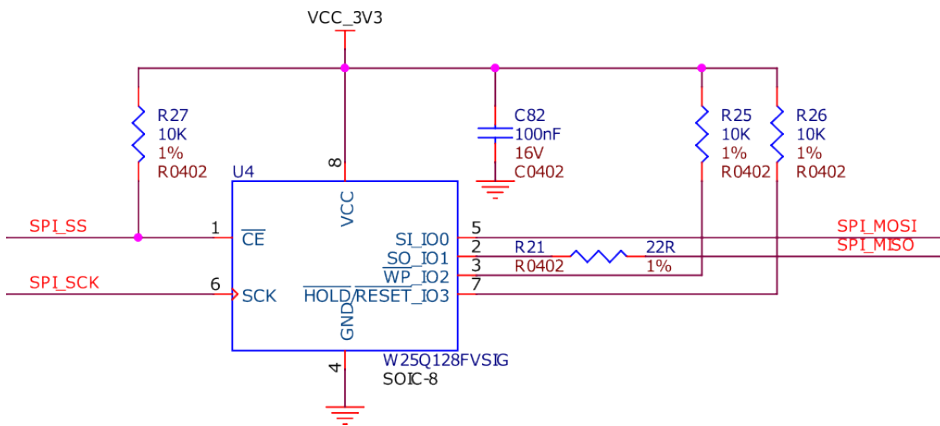 VCC_3V3
R27
10K
1%
R0402
C82
100nF
16V
C0402
R25
10K
1%
R0402
R26
10K
1%
R0402
U4
8
VCC
SPI_SS
1
CE
SI_IO0
5
SPI_MOSI
SO_IO1
2
R21
R0402
22R
1%
SPI_MISO
WP_IO2
3
SPI_SCK
6
SCK
HOLD/RESET_IO3
7
GND
4
W25Q128FVSIG
SOIC-8